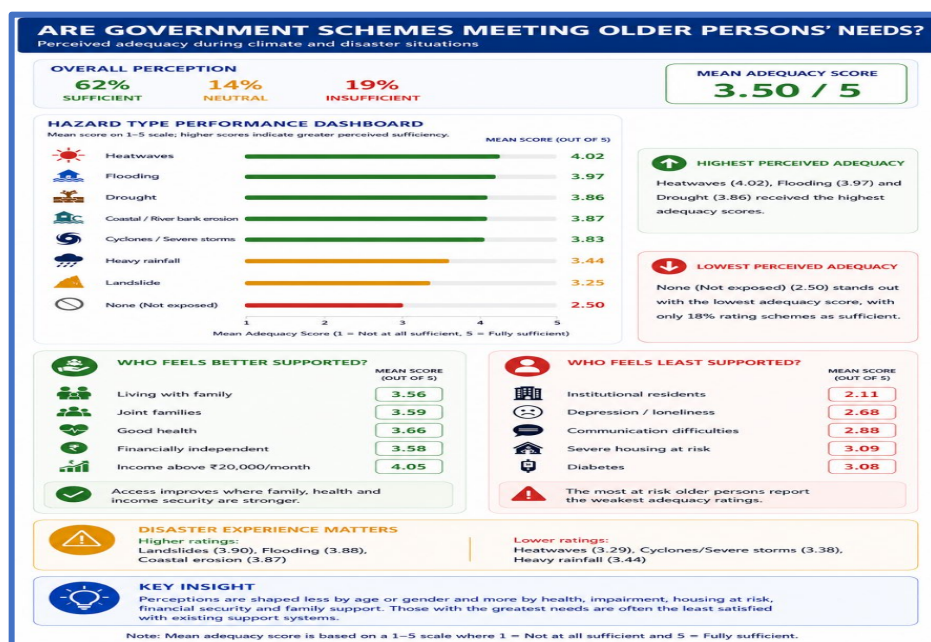 ARE GOVERNMENT SCHEMES MEETING OLDER PERSONS' NEEDS?
Perceived adequacy during climate and disaster situations
OVERALL PERCEPTION
62%
SUFFICIENT
14%
NEUTRAL
19%
INSUFFICIENT
MEAN ADEQUACY SCORE
3.50 / 5
HAZARD TYPE PERFORMANCE DASHBOARD
Mean score on 1–5 scale; higher scores indicate greater perceived sufficiency.
MEAN SCORE (OUT OF 5)
Heatwaves 4.02
Flooding 3.97
Drought 3.86
Coastal / River bank erosion 3.87
Cyclones / Severe storms 3.83
Heavy rainfall 3.44
Landslide 3.25
None (Not exposed) 2.50
1 2 3 4 5
Mean Adequacy Score (1 = Not at all sufficient, 5 = Fully sufficient)
HIGHEST PERCEIVED ADEQUACY
Heatwaves (4.02), Flooding (3.97) and
Drought (3.86) received the highest
adequacy scores.
LOWEST PERCEIVED ADEQUACY
None (Not exposed) (2.50) stands out
with the lowest adequacy score, with
only 18% rating schemes as sufficient.
WHO FEELS BETTER SUPPORTED?
MEAN SCORE
(OUT OF 5)
Living with family 3.56
Joint families 3.59
Good health 3.66
₹
Financially independent 3.58
Income above ₹20,000/month 4.05
Access improves where family, health and
income security are stronger.
WHO FEELS LEAST SUPPORTED?
MEAN SCORE
(OUT OF 5)
Institutional residents 2.11
Depression / loneliness 2.68
Communication difficulties 2.88
Severe housing at risk 3.09
Diabetes 3.08
The most at risk older persons report
the weakest adequacy ratings.
DISASTER EXPERIENCE MATTERS
Higher ratings:
Landslides (3.90), Flooding (3.88),
Coastal erosion (3.87)
Lower ratings:
Heatwaves (3.29), Cyclones/Severe storms (3.38),
Heavy rainfall (3.44)
KEY INSIGHT
Perceptions are shaped less by age or gender and more by health, impairment, housing at risk,
financial security and family support. Those with the greatest needs are often the least satisfied
with existing support systems.
Note: Mean adequacy score is based on a 1–5 scale where 1 = Not at all sufficient and 5 = Fully sufficient.